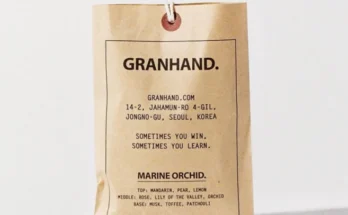 GRANHAND.
GRANHAND.COM
14-2, JAHAMUN-RO 4-GIL,
JONGNO-GU, SEOUL, KOREA
SOMETIMES YOU WIN,
SOMETIMES YOU LEARN.
MARINE ORCHID.
TOP: MANDARIN, PEAR, LEMON
MIDDLE: ROSE, LILY OF THE VALLEY, ORCHID
BASE: MUSK, TOFFEE, PATCHOULI